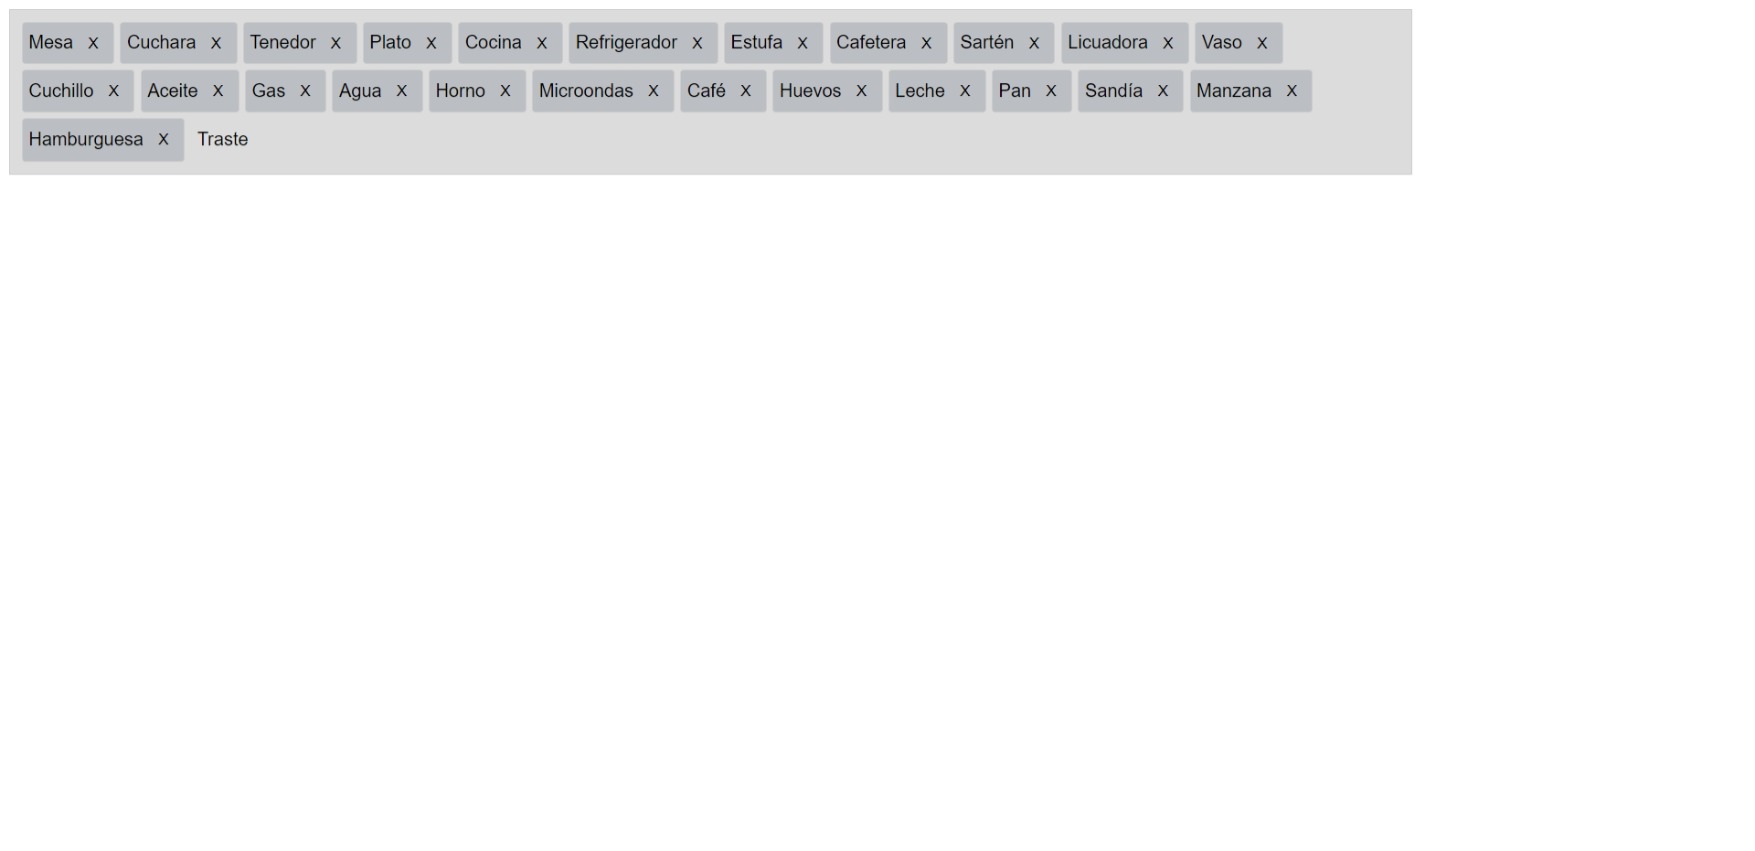 Mesa X Cuchara X Tenedor X Plato X Cocina X Refrigerador X Estufa X Cafetera X Sartén X Licuadora X Vaso X
Cuchillo X Aceite X Gas X Agua X Horno X Microondas X Café X Huevos X Leche X Pan X Sandía X Manzana X
Hamburguesa X Traste